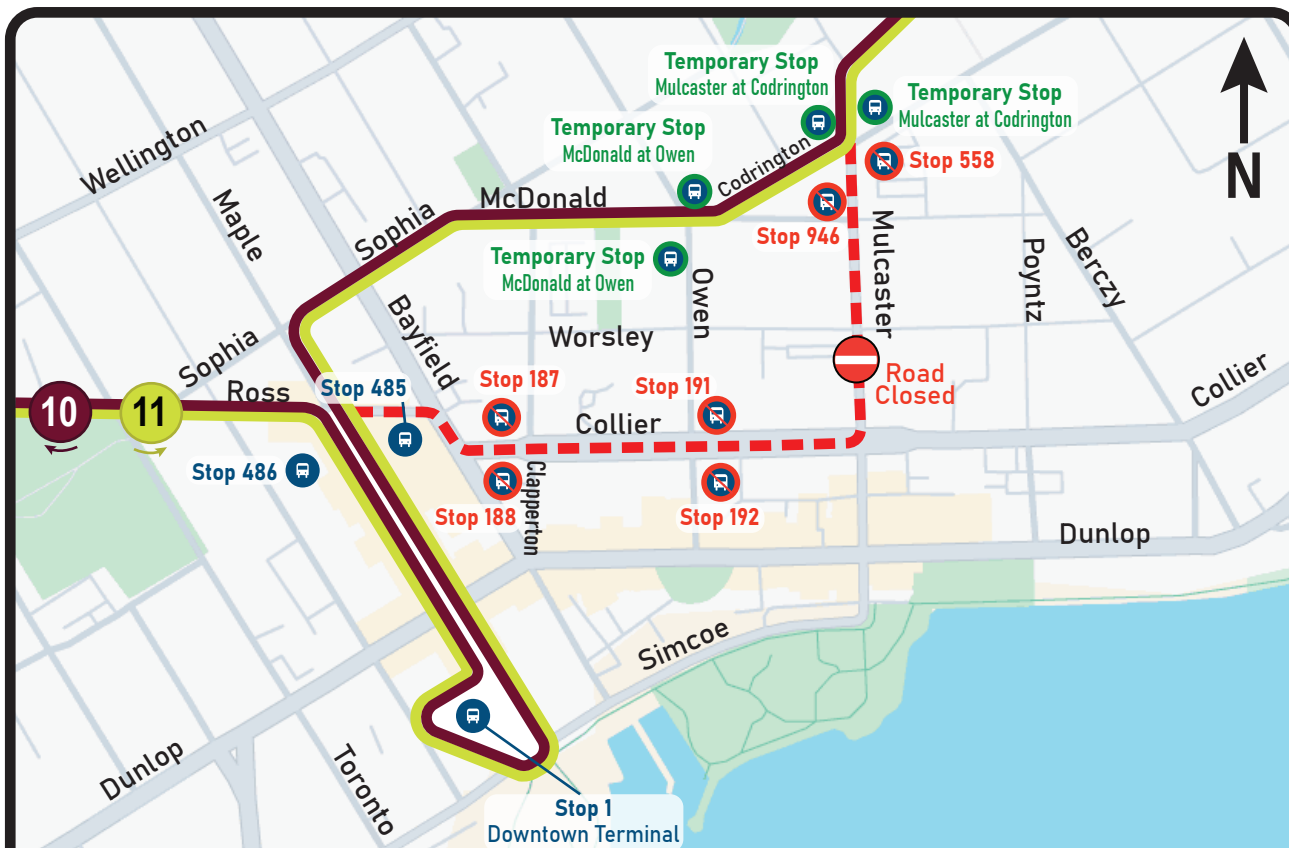 Temporary Stop
Mulcaster at Codrington
Temporary Stop
Mulcaster at Codrington
Temporary Stop
McDonald at Owen
Wellington
Codrington
Stop 558
N
Maple
McDonald
Sophia
Stop 946
Mulcaster
Temporary Stop
McDonald at Owen
Owen
Poyntz
Berczy
Bayfield
Worsley
Sophia
Ross
Stop 485
Stop 187
Stop 191
Road
Closed
Collier
10
11
Collier
Stop 486
Clapperton
Stop 188
Stop 192
Dunlop
Simcoe
Dunlop
Toronto
Stop 1
Downtown Terminal